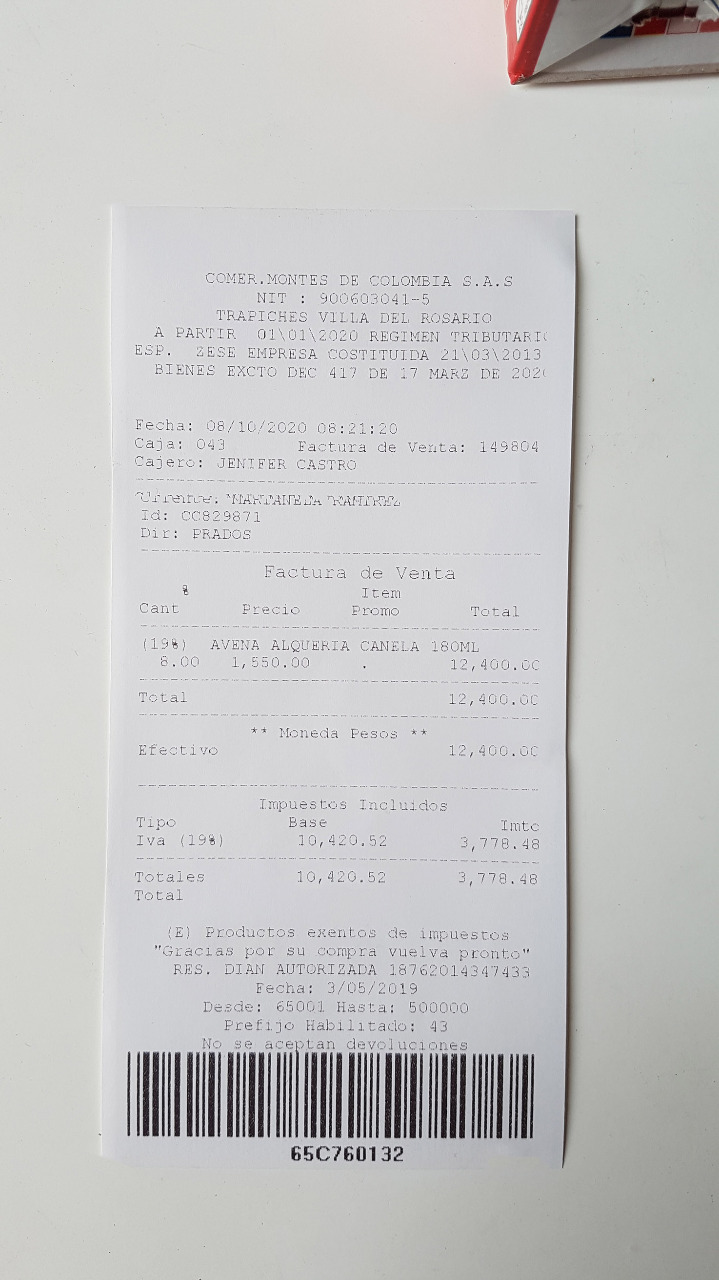 COMER.MONTES DE COLOMBIA S.A.S
NIT : 900603041-5
TRAPICHES VILLA DEL ROSARIO
A PARTIR 01\01\2020 REGIMEN TRIBUTARIO
ESP. ZESE EMPRESA COSTITUIDA 21\03\2013
BIENES EXCTO DEC 417 DE 17 MARZ DE 2020
Fecha: 08/10/2020 08:21:20
Caja: 043 Factura de Venta: 149804
Cajero: JENIFER CASTRO
Id: CC829871
Dir: PRADOS
Factura de Venta
% Item
Cant Precio Promo Total
(19%) AVENA ALQUERIA CANELA 180ML
8.00 1,550.00 . 12,400.00
Total 12,400.00
** Moneda Pesos **
Efectivo 12,400.00
Impuestos Incluidos
Tipo Base Imto
Iva (19%) 10,420.52 3,778.48
Totales 10,420.52 3,778.48
Total
(E) Productos exentos de impuestos
"Gracias por su compra vuelva pronto"
RES. DIAN AUTORIZADA 18762014347433
Fecha: 3/05/2019
Desde: 65001 Hasta: 500000
Prefijo Habilitado: 43
No se aceptan devoluciones
65C760132